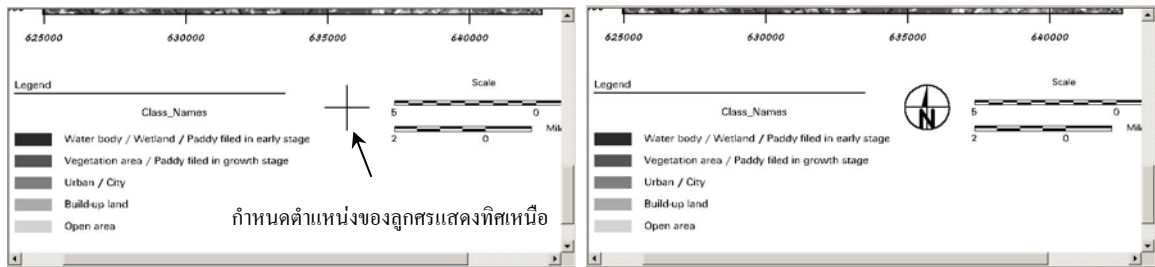 625000 630000 635000 640000
Legend
Scale
Class_Names
5 0
Mil
2 0
Water body / Wetland / Paddy filed in early stage
Vegetation area / Paddy filed in growth stage
Urban / City
Build-up land
Open area
กำหนดตำแหน่งของลูกศรแสดงทิศเหนือ
625000 630000 635000 640000
Legend
Scale
Class_Names
N
5 0
Mil
2 0
Water body / Wetland / Paddy filed in early stage
Vegetation area / Paddy filed in growth stage
Urban / City
Build-up land
Open area